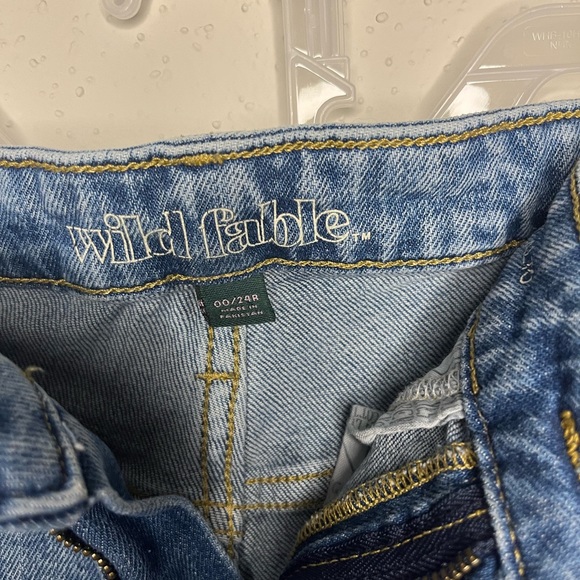 wild fable™
00/24R
MADE IN
PAKISTAN